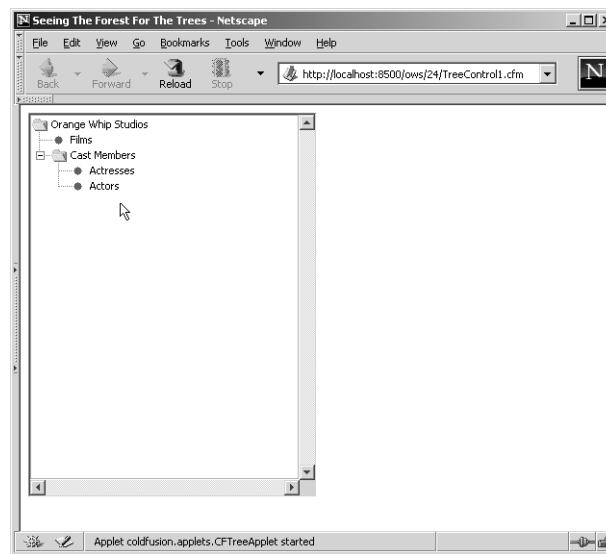 Seeing The Forest For The Trees - Netscape
File Edit View Go Bookmarks Tools Window Help
Back Forward Reload Stop http://localhost:8500/ows/24/TreeControl1.cfm N
Orange Whip Studios
Films
Cast Members
Actresses
Actors
Applet coldfusion.applets.CFTreeApplet started